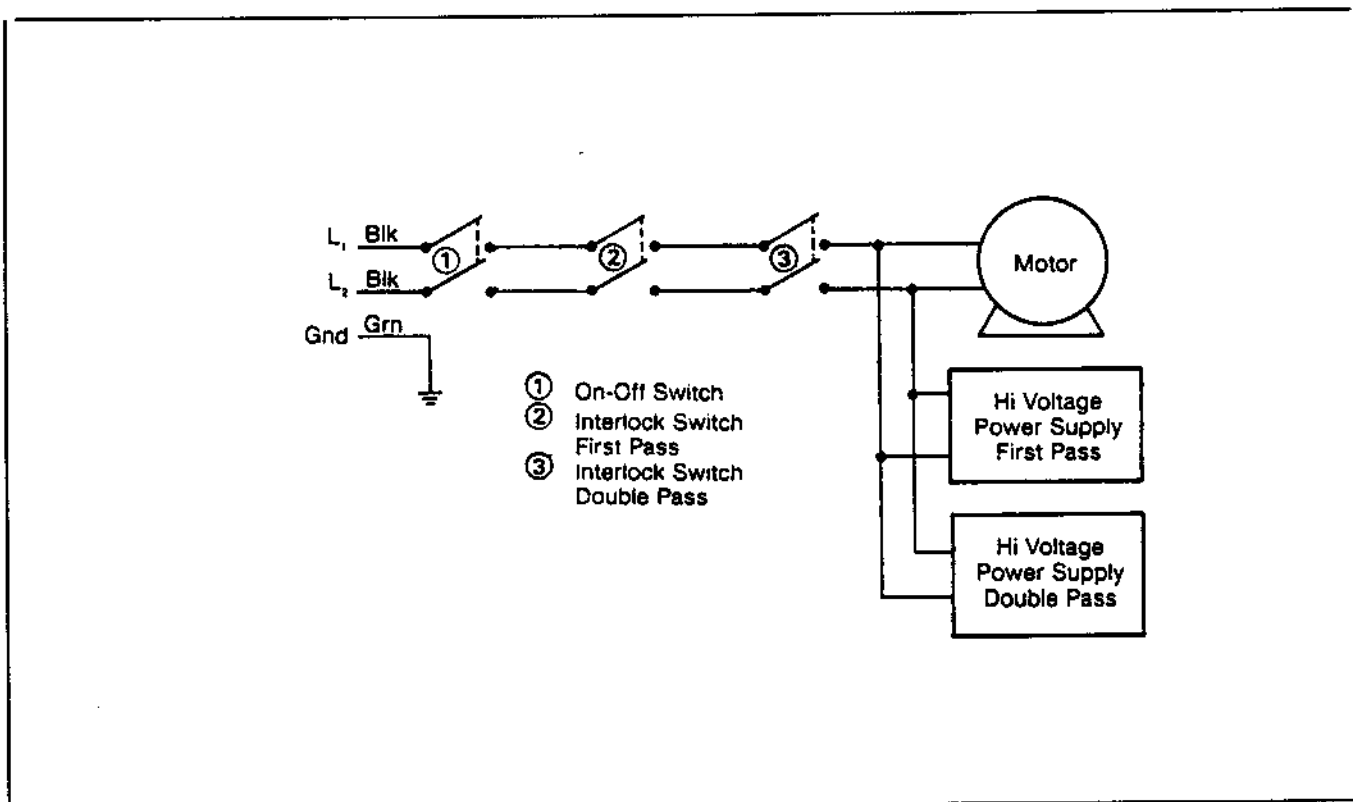 L1 Blk
L2 Blk
Gnd Grn
1
2
3
Motor
1 On-Off Switch
2 Interlock Switch
First Pass
3 Interlock Switch
Double Pass
Hi Voltage
Power Supply
First Pass
Hi Voltage
Power Supply
Double Pass